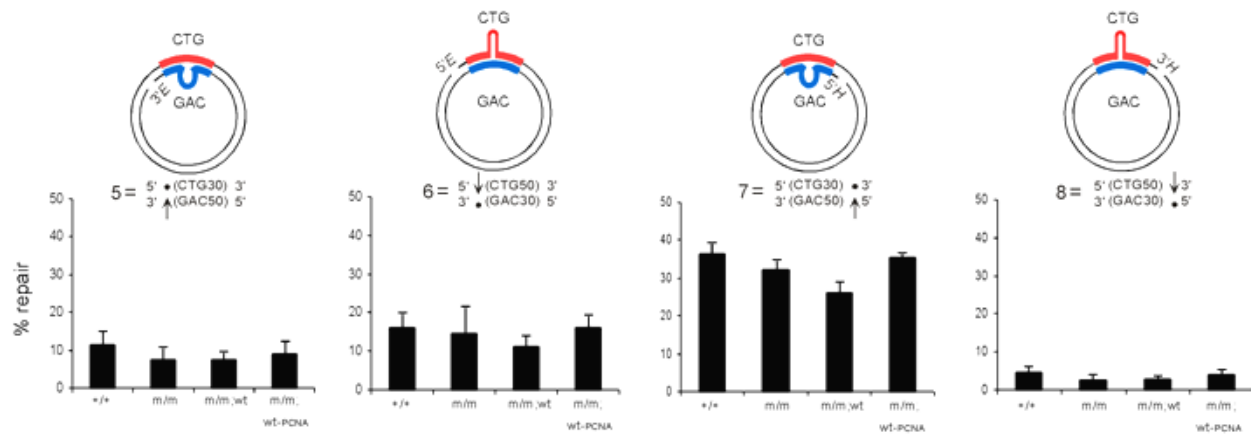 CTG
GAC
3'E
5 = 5' •(CTG30) 3'
3' (GAC50) 5'
% repair
50
40
30
20
10
0
+/+
m/m
m/m;wt
m/m;
wt-PCNA
CTG
5'E
GAC
6 = 5' (CTG50) 3'
3' •(GAC30) 5'
50
40
30
20
10
0
+/+
m/m
m/m;wt
m/m;
wt-PCNA
CTG
5'H
GAC
7 = 5' (CTG30) •3'
3' (GAC50) 5'
50
40
30
20
10
0
+/+
m/m
m/m;wt
m/m;
wt-PCNA
CTG
3'H
GAC
8 = 5' (CTG50) 3'
3' (GAC30) •5'
50
40
30
20
10
0
+/+
m/m
m/m;wt
m/m;
wt-PCNA